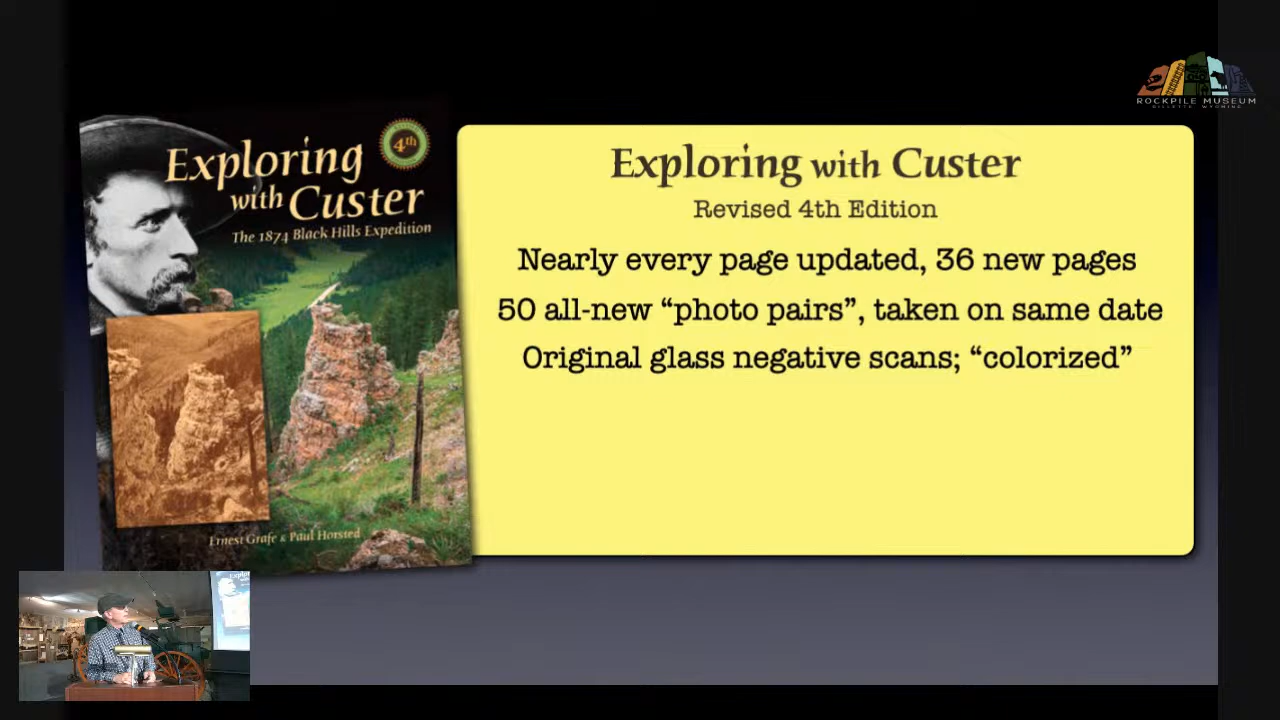 ROCKPILE MUSEUM
GILLETTE, WYOMING
Exploring
with Custer
4th
The 1874 Black Hills Expedition
Ernest Grafe & Paul Horsted
Exploring with Custer
Revised 4th Edition
Nearly every page updated, 36 new pages
50 all-new “photo pairs”, taken on same date
Original glass negative scans; “colorized”